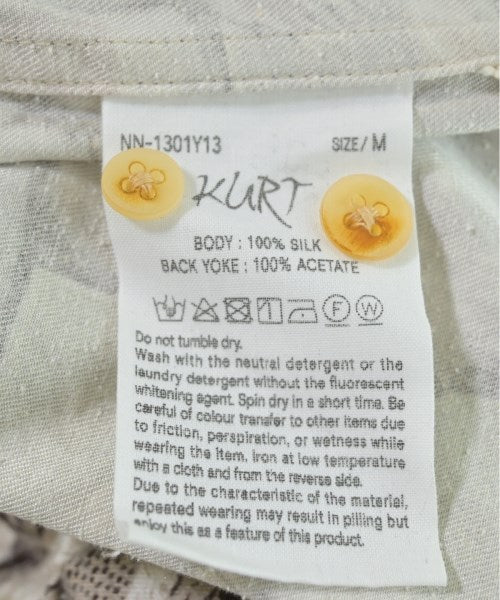 NN-1301Y13 SIZE/ M
KURT
BODY : 100% SILK
BACK YOKE : 100% ACETATE
F W
Do not tumble dry.
Wash with the neutral detergent or the
laundry detergent without the fluorescent
whitening agent. Spin dry in a short time. Be
careful of colour transfer to other items due
to friction, perspiration, or wetness while
wearing the item. Iron at low temperature
with a cloth and from the reverse side.
Due to the characteristic of the material,
repeated wearing may result in pilling but
enjoy this as a feature of this product.